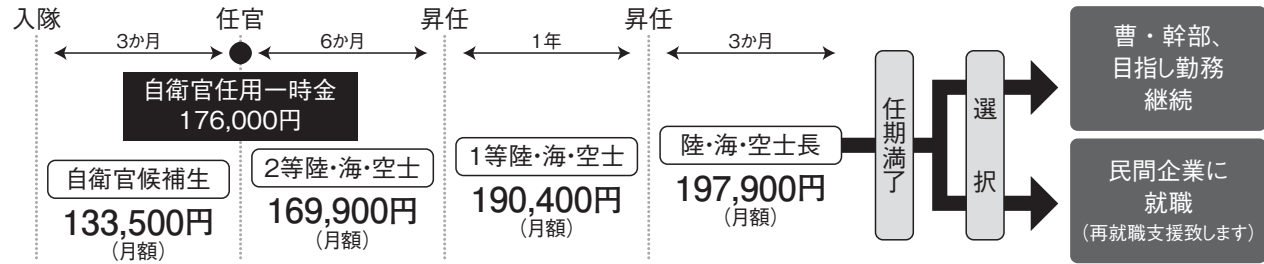 入隊
任官
昇任
昇任
3か月
6か月
1年
3か月
自衛官任用一時金
176,000円
自衛官候補生
133,500円
(月額)
2等陸・海・空士
169,900円
(月額)
1等陸・海・空士
190,400円
(月額)
陸・海・空士長
197,900円
(月額)
任期満了
選択
曹・幹部、
目指し勤務
継続
民間企業に
就職
(再就職支援致します)